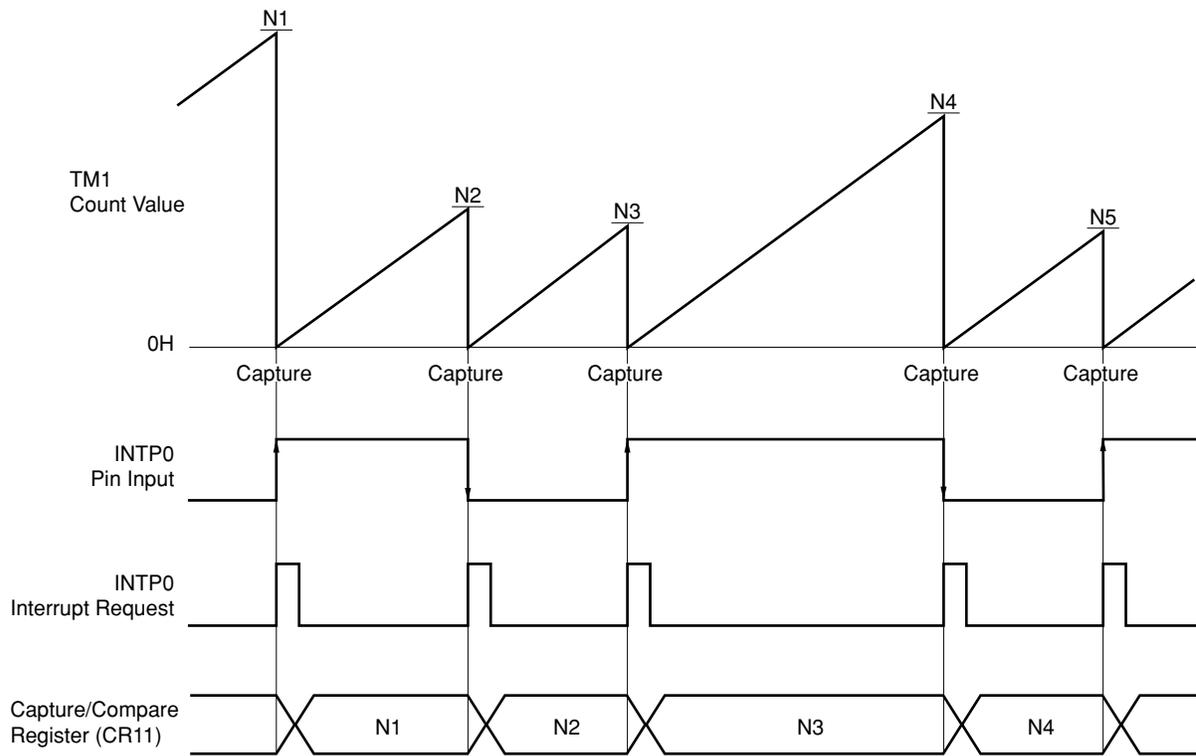 N1
N4
TM1
Count Value
N2
N3
N5
0H
Capture
Capture
Capture
Capture
Capture
INTP0
Pin Input
INTP0
Interrupt Request
Capture/Compare
Register (CR11)
N1
N2
N3
N4